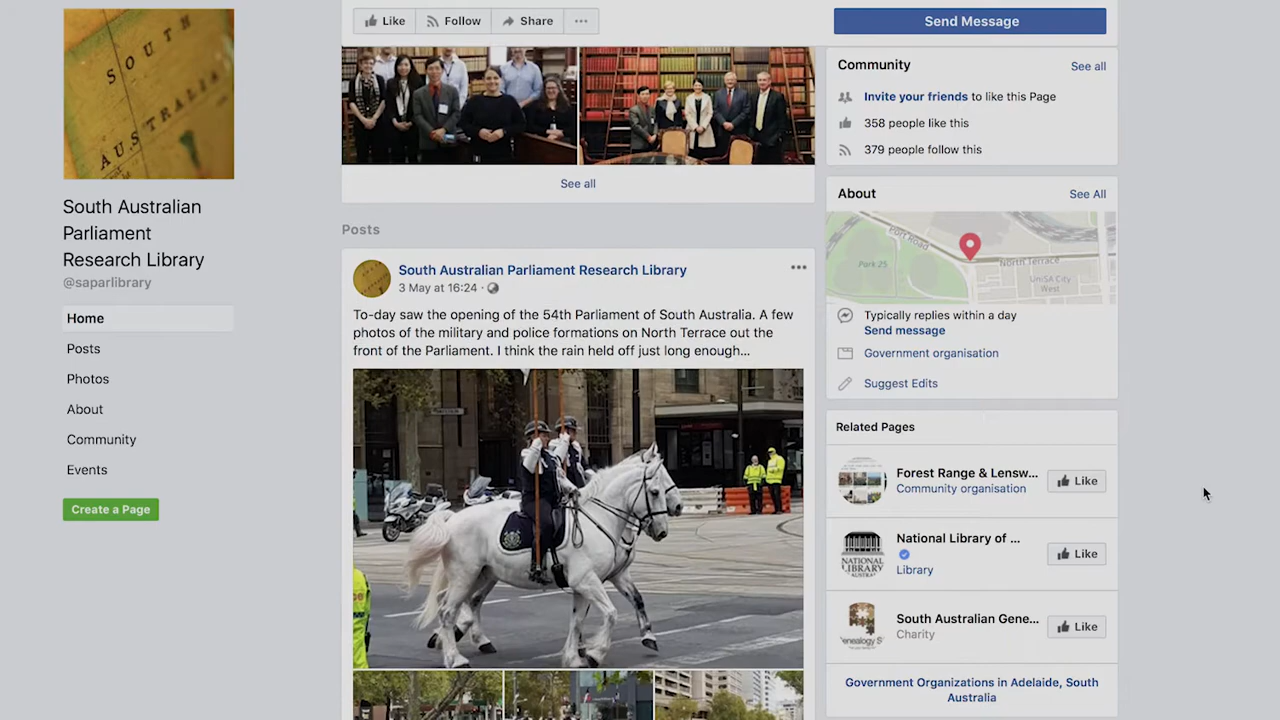 SOUTH
AUSTRALIA
South Australian
Parliament
Research Library
@saparlibrary
Home
Posts
Photos
About
Community
Events
Create a Page
Like
Follow
Share
See all
Posts
South Australian Parliament Research Library
3 May at 16:24 ·
To-day saw the opening of the 54th Parliament of South Australia. A few
photos of the military and police formations on North Terrace out the
front of the Parliament. I think the rain held off just long enough...
Send Message
Community
See all
Invite your friends to like this Page
358 people like this
379 people follow this
About
See All
Port Road
North Terrace
Park 25
UniSA City
West
Typically replies within a day
Send message
Government organisation
Suggest Edits
Related Pages
Forest Range & Lensw...
Community organisation
Like
National Library of ...
Library
Like
NATIONAL
LIBRARY
South Australian Gene...
Charity
Like
Government Organizations in Adelaide, South
Australia